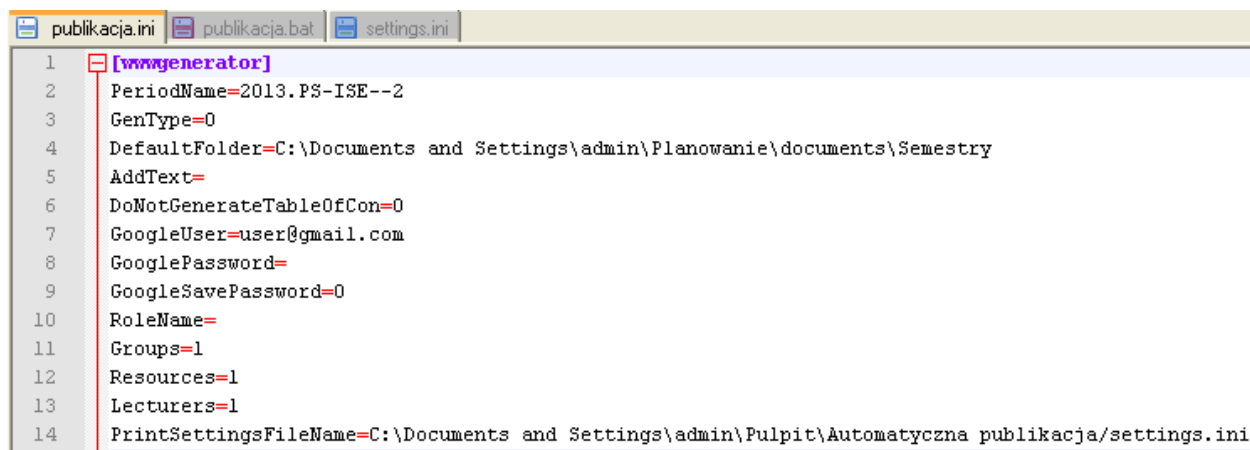 publikacja.ini publikacja.bat settings.ini
1 [wwwgenerator]
2 PeriodName=2013.PS-ISE--2
3 GenType=0
4 DefaultFolder=C:\Documents and Settings\admin\Planowanie\documents\Semestry
5 AddText=
6 DoNotGenerateTableOfCon=0
7 GoogleUser=user@gmail.com
8 GooglePassword=
9 GoogleSavePassword=0
10 RoleName=
11 Groups=1
12 Resources=1
13 Lecturers=1
14 PrintSettingsFileName=C:\Documents and Settings\admin\Pulpit\Automatyczna publikacja/settings.ini